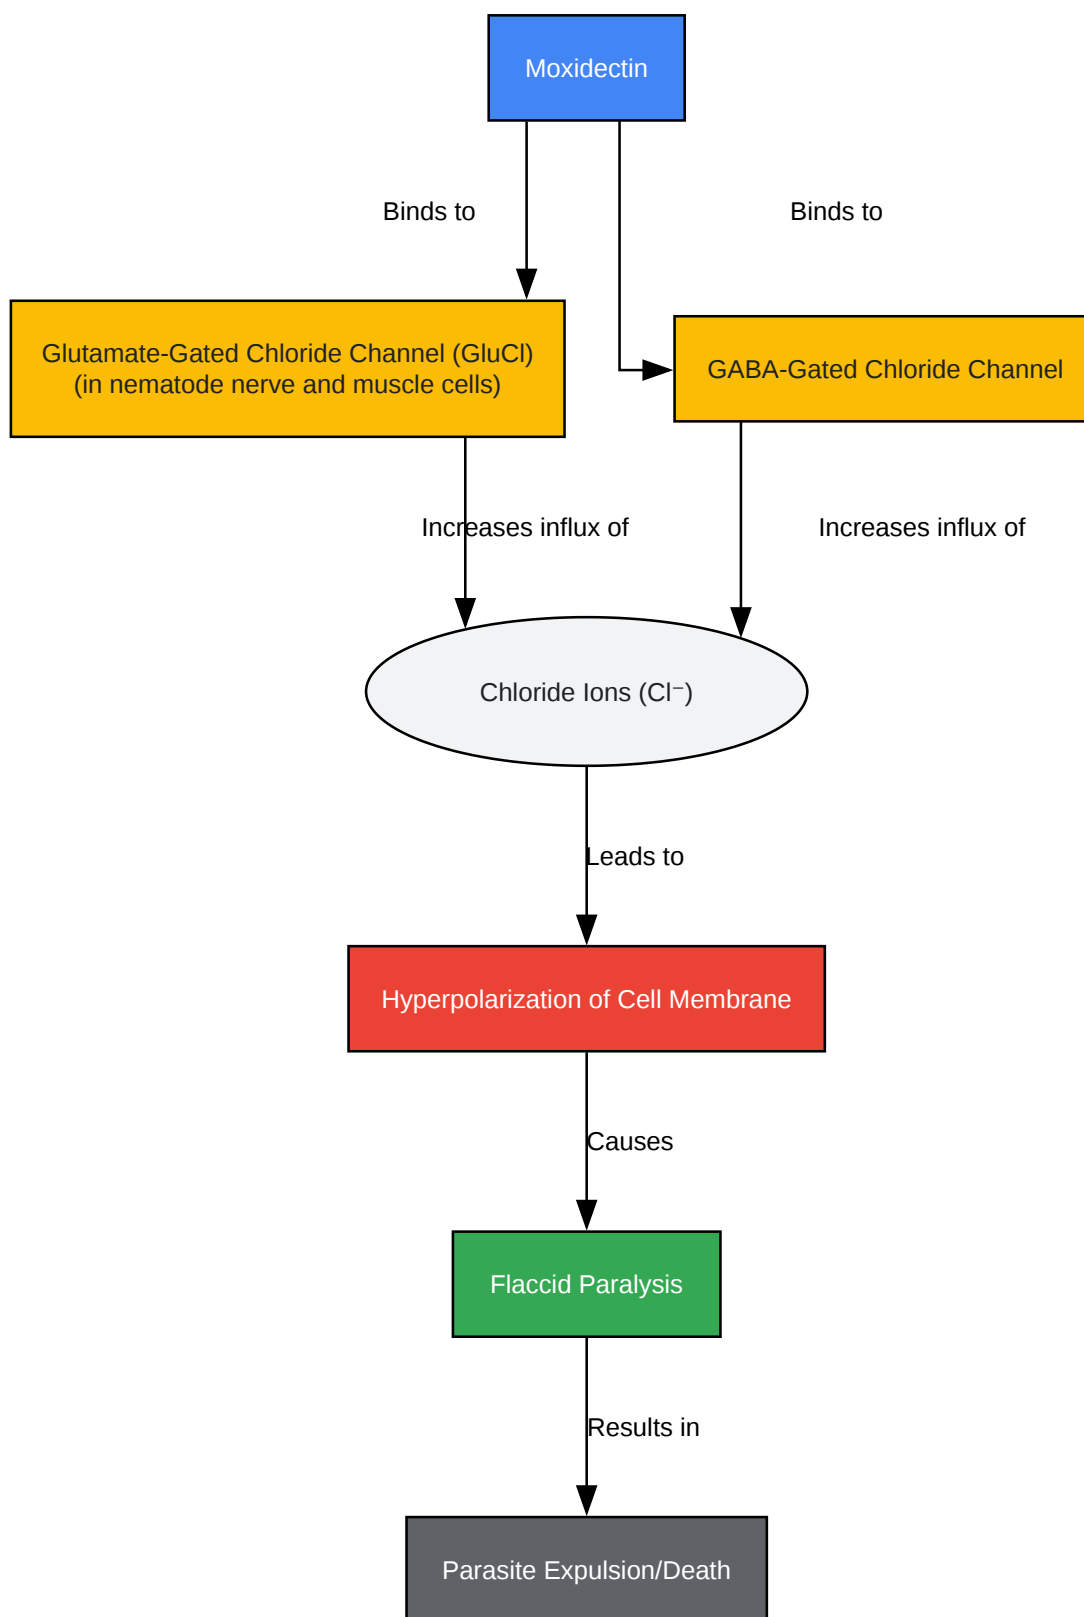 Moxidectin
Binds to
Binds to
Glutamate-Gated Chloride Channel (GluCl)
(in nematode nerve and muscle cells)
GABA-Gated Chloride Channel
Increases influx of
Increases influx of
Chloride Ions (Cl⁻)
Leads to
Hyperpolarization of Cell Membrane
Causes
Flaccid Paralysis
Results in
Parasite Expulsion/Death